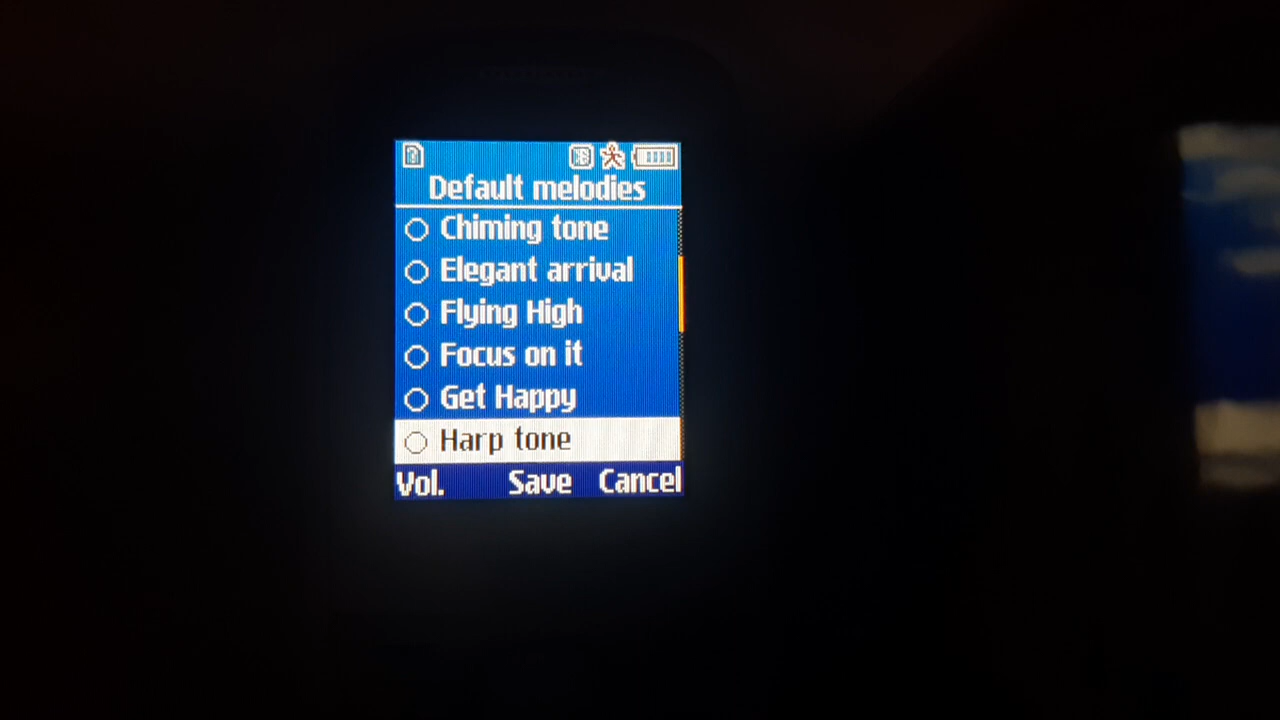 Default melodies
Chiming tone
Elegant arrival
Flying High
Focus on it
Get Happy
Harp tone
Vol. Save Cancel